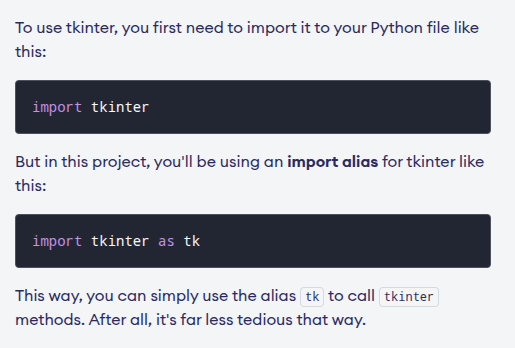 To use tkinter, you first need to import it to your Python file like
this:
import tkinter
But in this project, you'll be using an import alias for tkinter like
this:
import tkinter as tk
This way, you can simply use the alias tk to call tkinter
methods. After all, it's far less tedious that way.